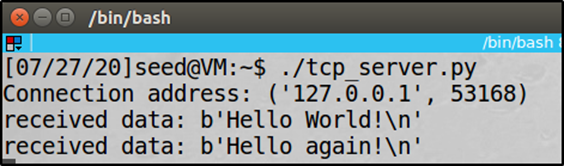 /bin/bash
/bin/bash 8
[07/27/20]seed@VM:~$ ./tcp_server.py
Connection address: ('127.0.0.1', 53168)
received data: b'Hello World!\n'
received data: b'Hello again!\n'